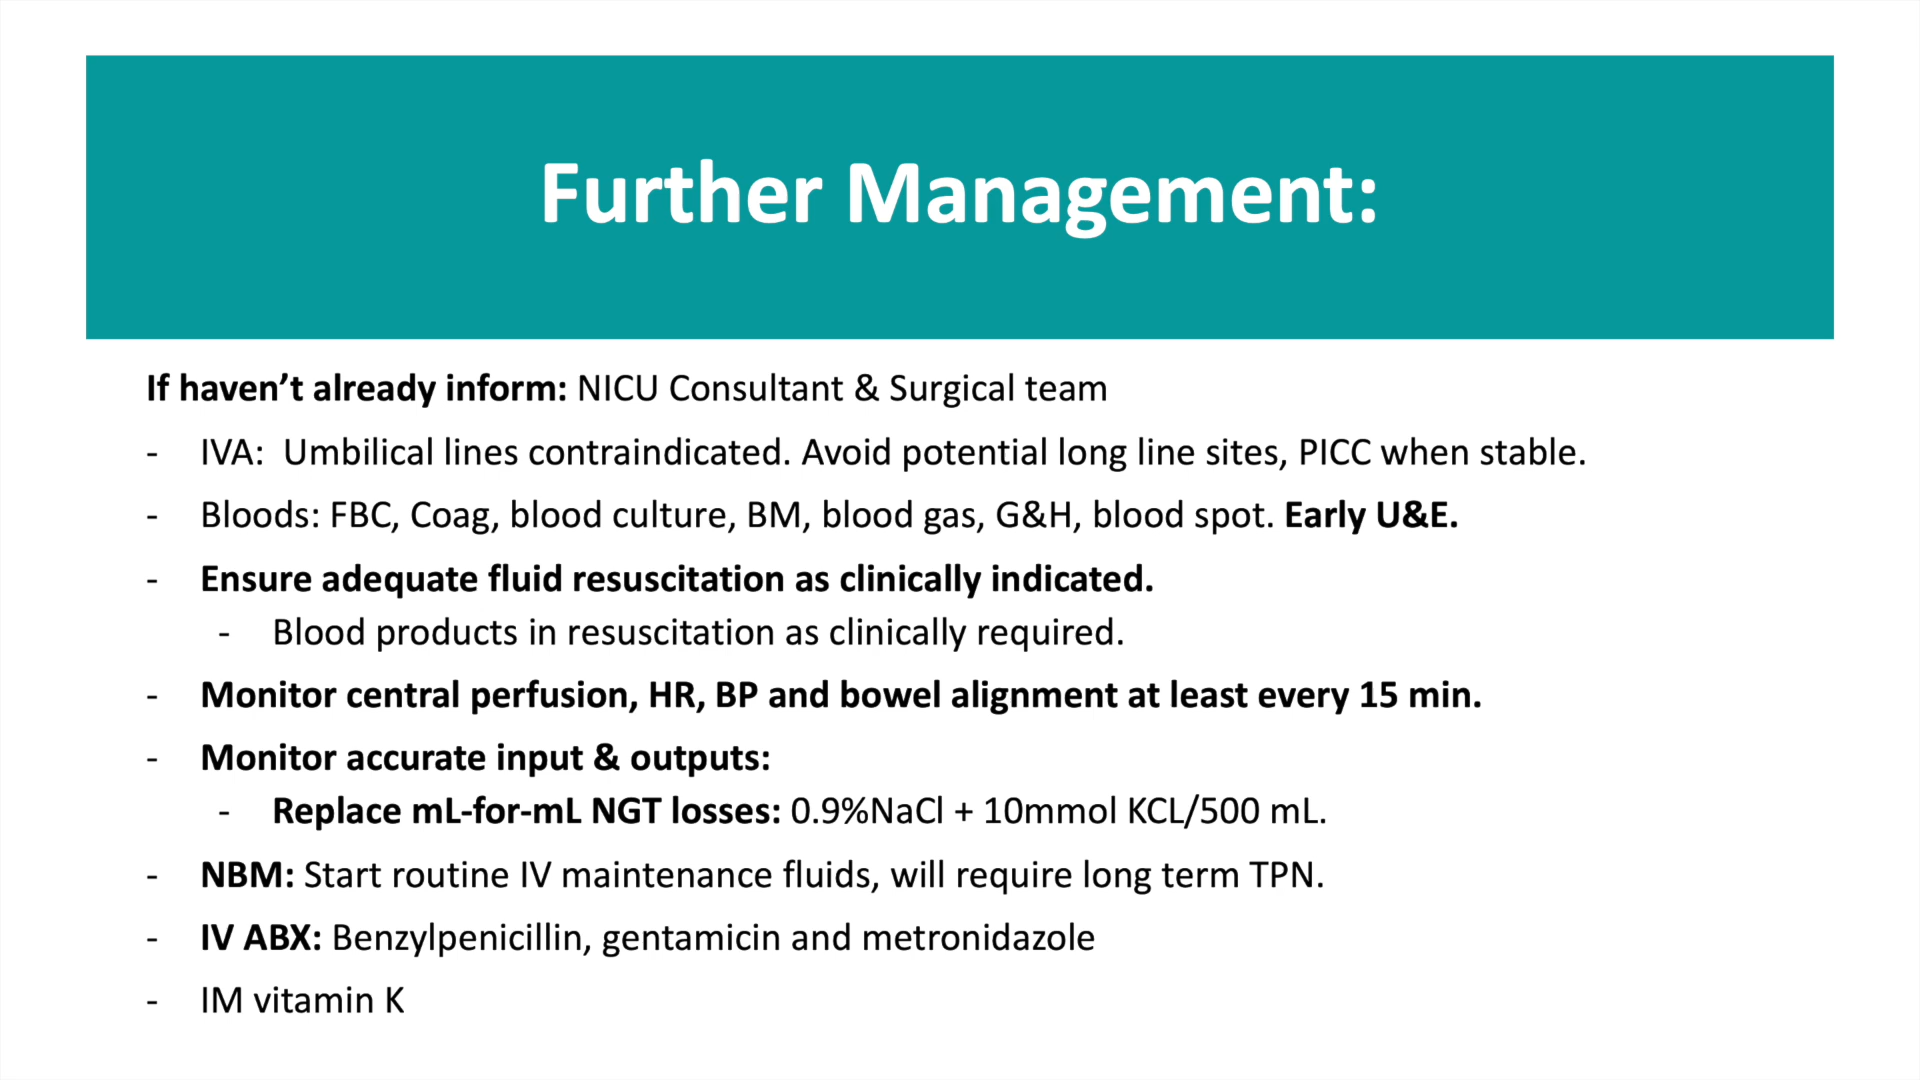 Further Management:
If haven’t already inform: NICU Consultant & Surgical team
- IVA:  Umbilical lines contraindicated. Avoid potential long line sites, PICC when stable.
- Bloods: FBC, Coag, blood culture, BM, blood gas, G&H, blood spot. Early U&E.
- Ensure adequate fluid resuscitation as clinically indicated.
- Blood products in resuscitation as clinically required.
- Monitor central perfusion, HR, BP and bowel alignment at least every 15 min.
- Monitor accurate input & outputs:
- Replace mL-for-mL NGT losses: 0.9%NaCl + 10mmol KCL/500 mL.
- NBM: Start routine IV maintenance fluids, will require long term TPN.
- IV ABX: Benzylpenicillin, gentamicin and metronidazole
- IM vitamin K